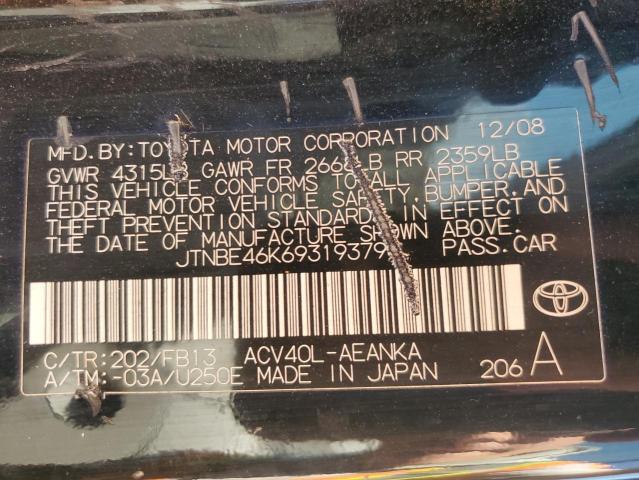 MFD. BY: TOYOTA MOTOR CORPORATION 12/08
GVWR 4315LB GAWR FR RR 2359LB
THIS VEHICLE CONFORMS TO ALL APPLICABLE
FEDERAL MOTOR VEHICLE SAFETY, BUMPER, AND
THEFT PREVENTION STANDARDS IN EFFECT ON
THE DATE OF MANUFACTURE SHOWN ABOVE.
PASS. CAR
C/TR: 202/FB13 ACV40L-AEANKA
A/TM: -03A/U250E MADE IN JAPAN 206 A